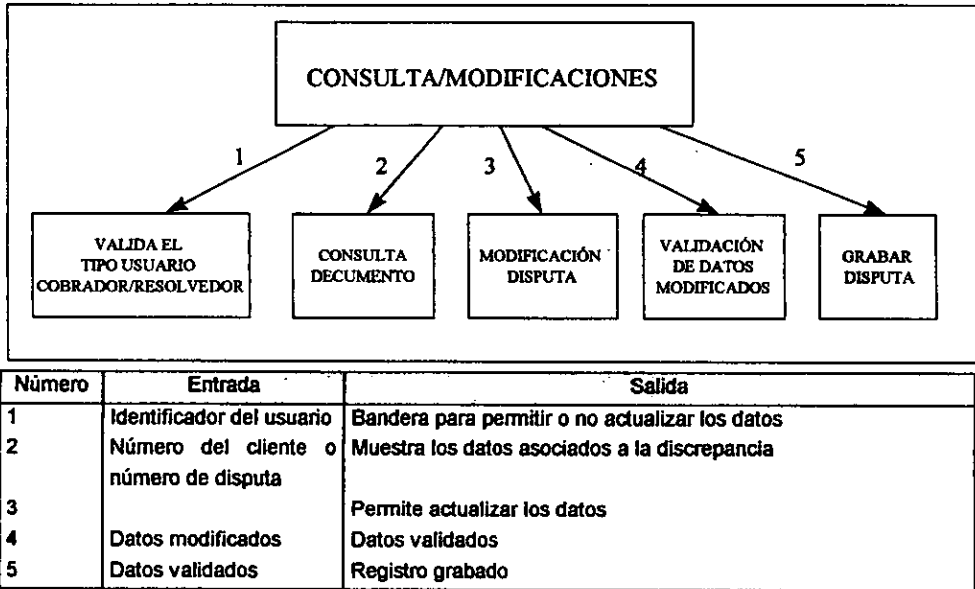 CONSULTA/MODIFICACIONES
1
2
3
4
5
VALIDA EL
TIPO USUARIO
COBRADOR/RESOLVEDOR
CONSULTA
DECUMENTO
MODIFICACIÓN
DISPUTA
VALIDACIÓN
DE DATOS
MODIFICADOS
GRABAR
DISPUTA
Número Entrada Salida
1 Identificador del usuario Bandera para permitir o no actualizar los datos
2 Número del cliente o Muestra los datos asociados a la discrepancia
número de disputa
3 Permite actualizar los datos
4 Datos modificados Datos validados
5 Datos validados Registro grabado